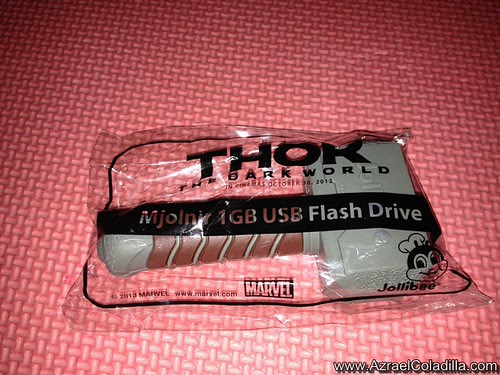 THOR
THE DARK WORLD
IN CINEMAS OCTOBER 30, 2013
Mjolnir 1GB USB Flash Drive
© 2013 MARVEL www.marvel.com
MARVEL
Jollibee
www.AzraelColadilla.com